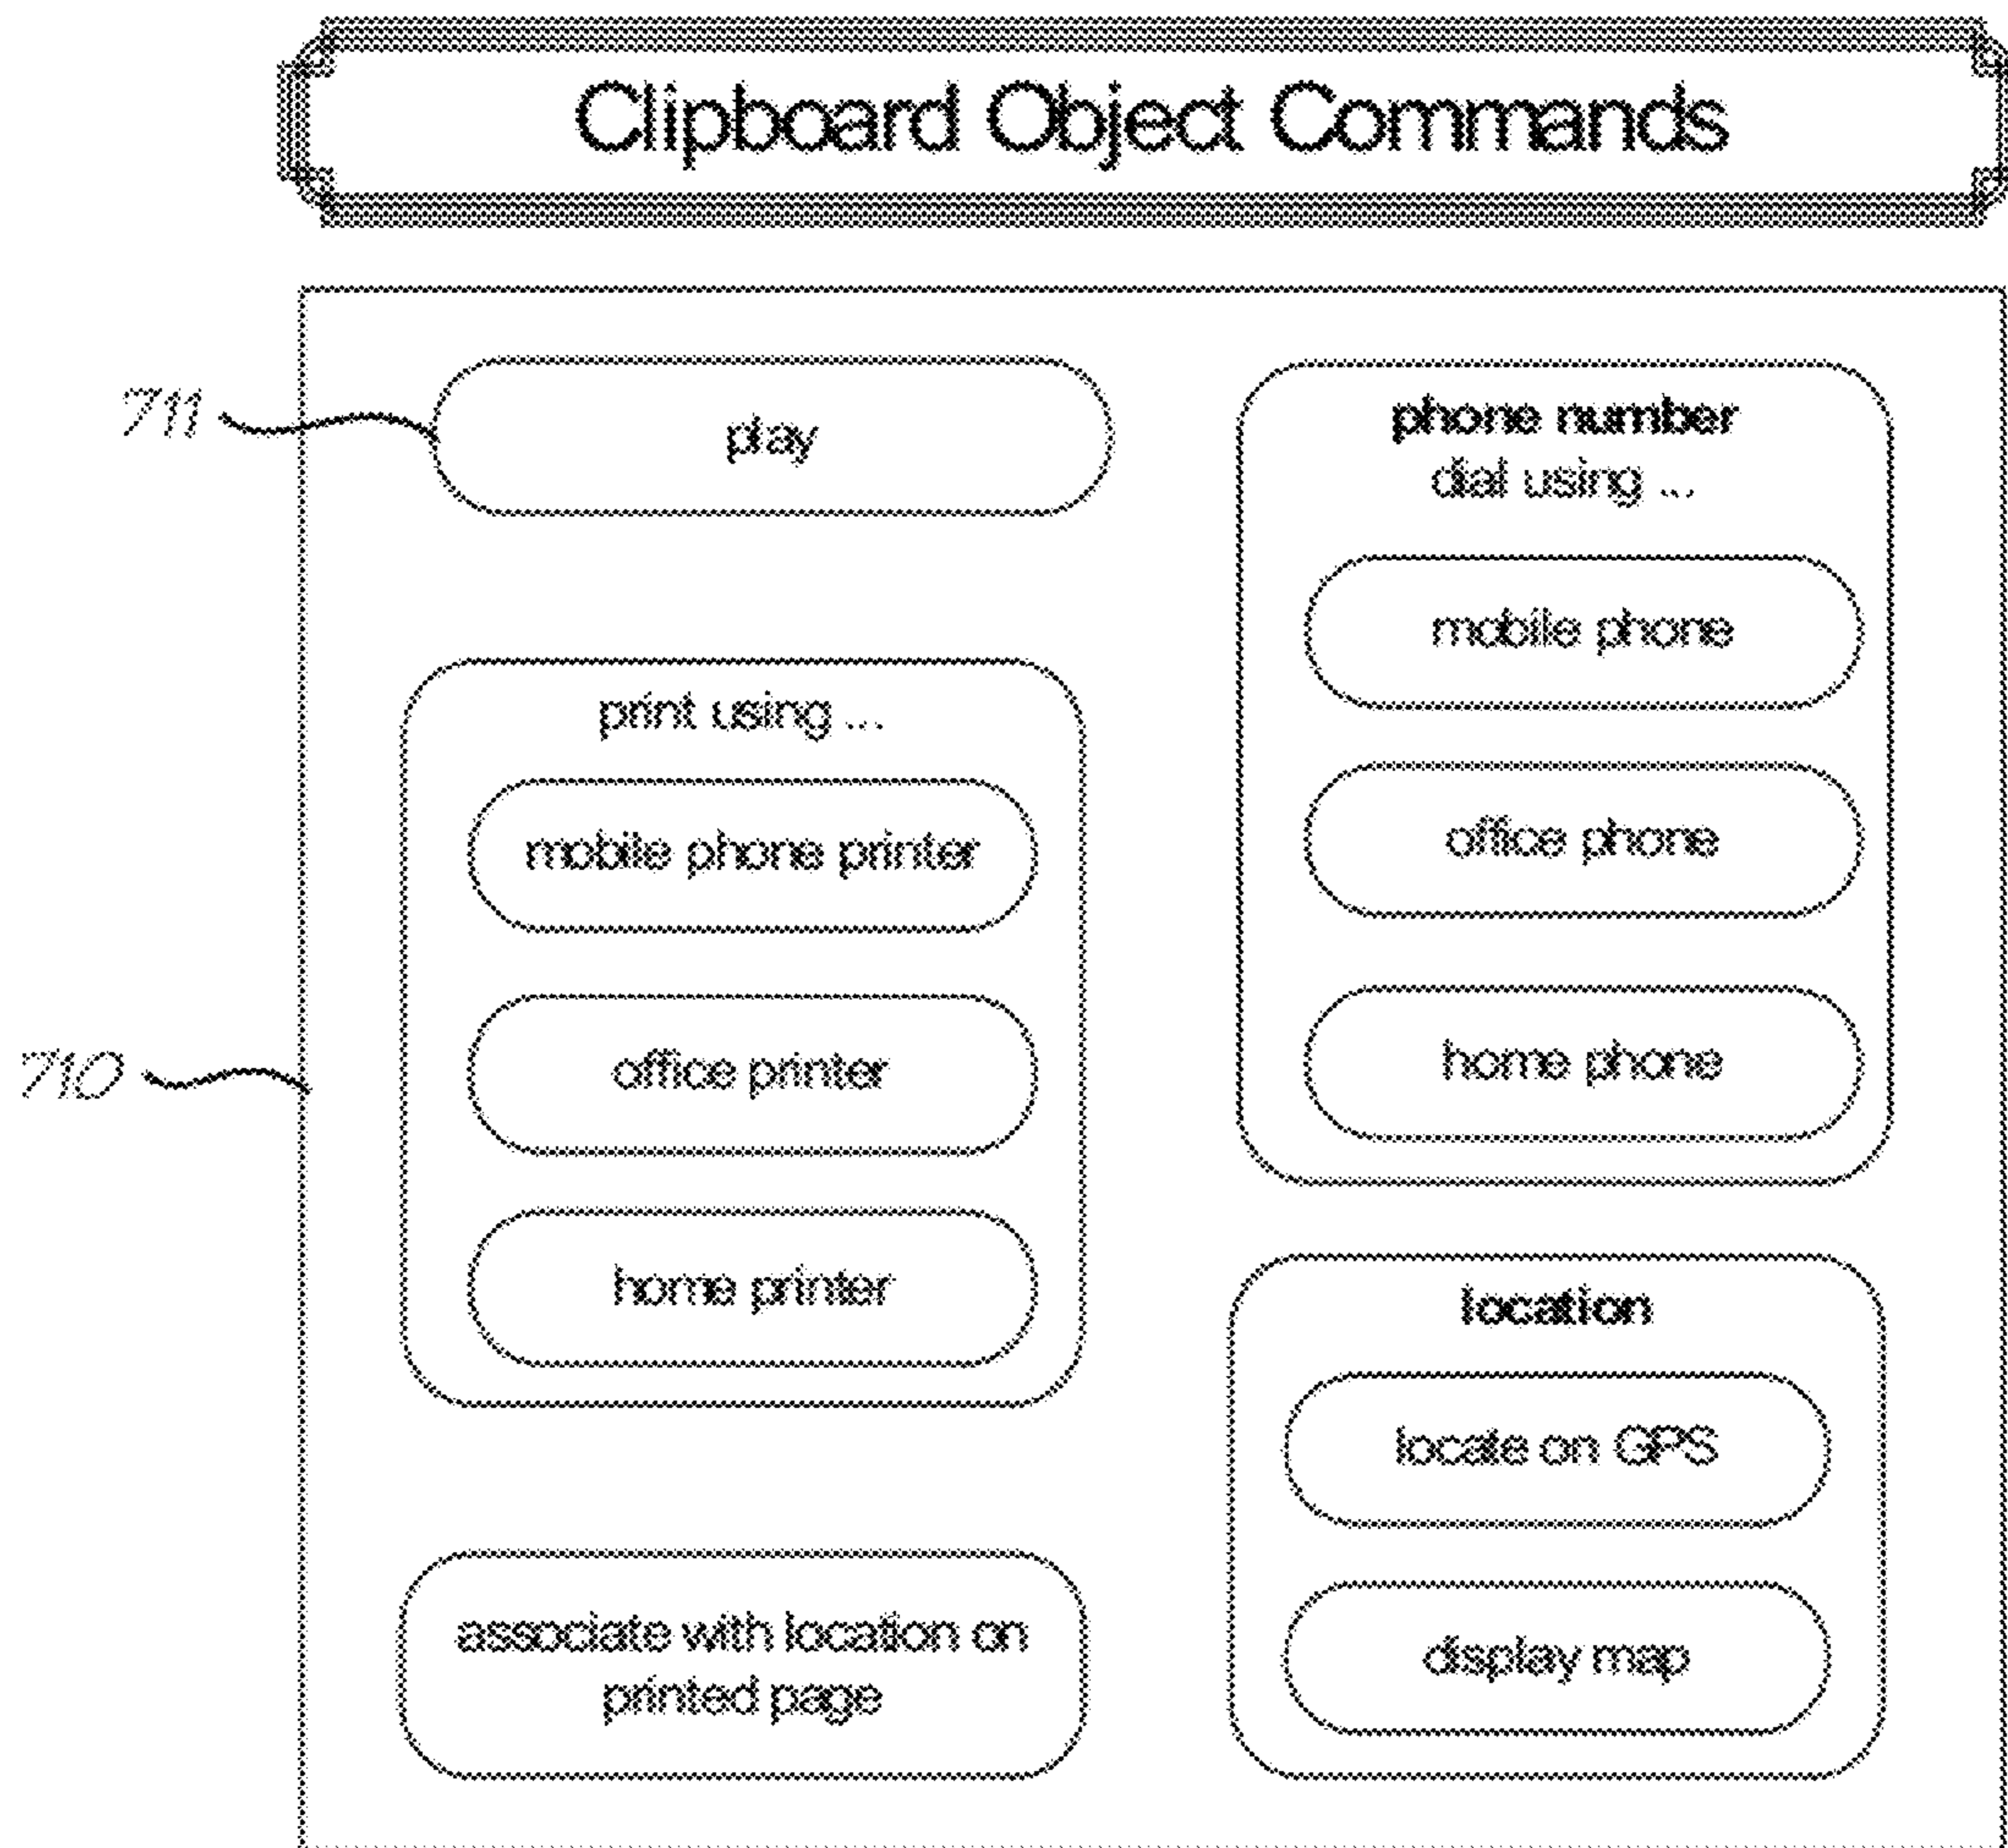 Clipboard Object Commands
711
play
710
print using ...
mobile phone printer
office printer
home printer
associate with location on
printed page
phone number
dial using ...
mobile phone
office phone
home phone
location
locate on GPS
display map